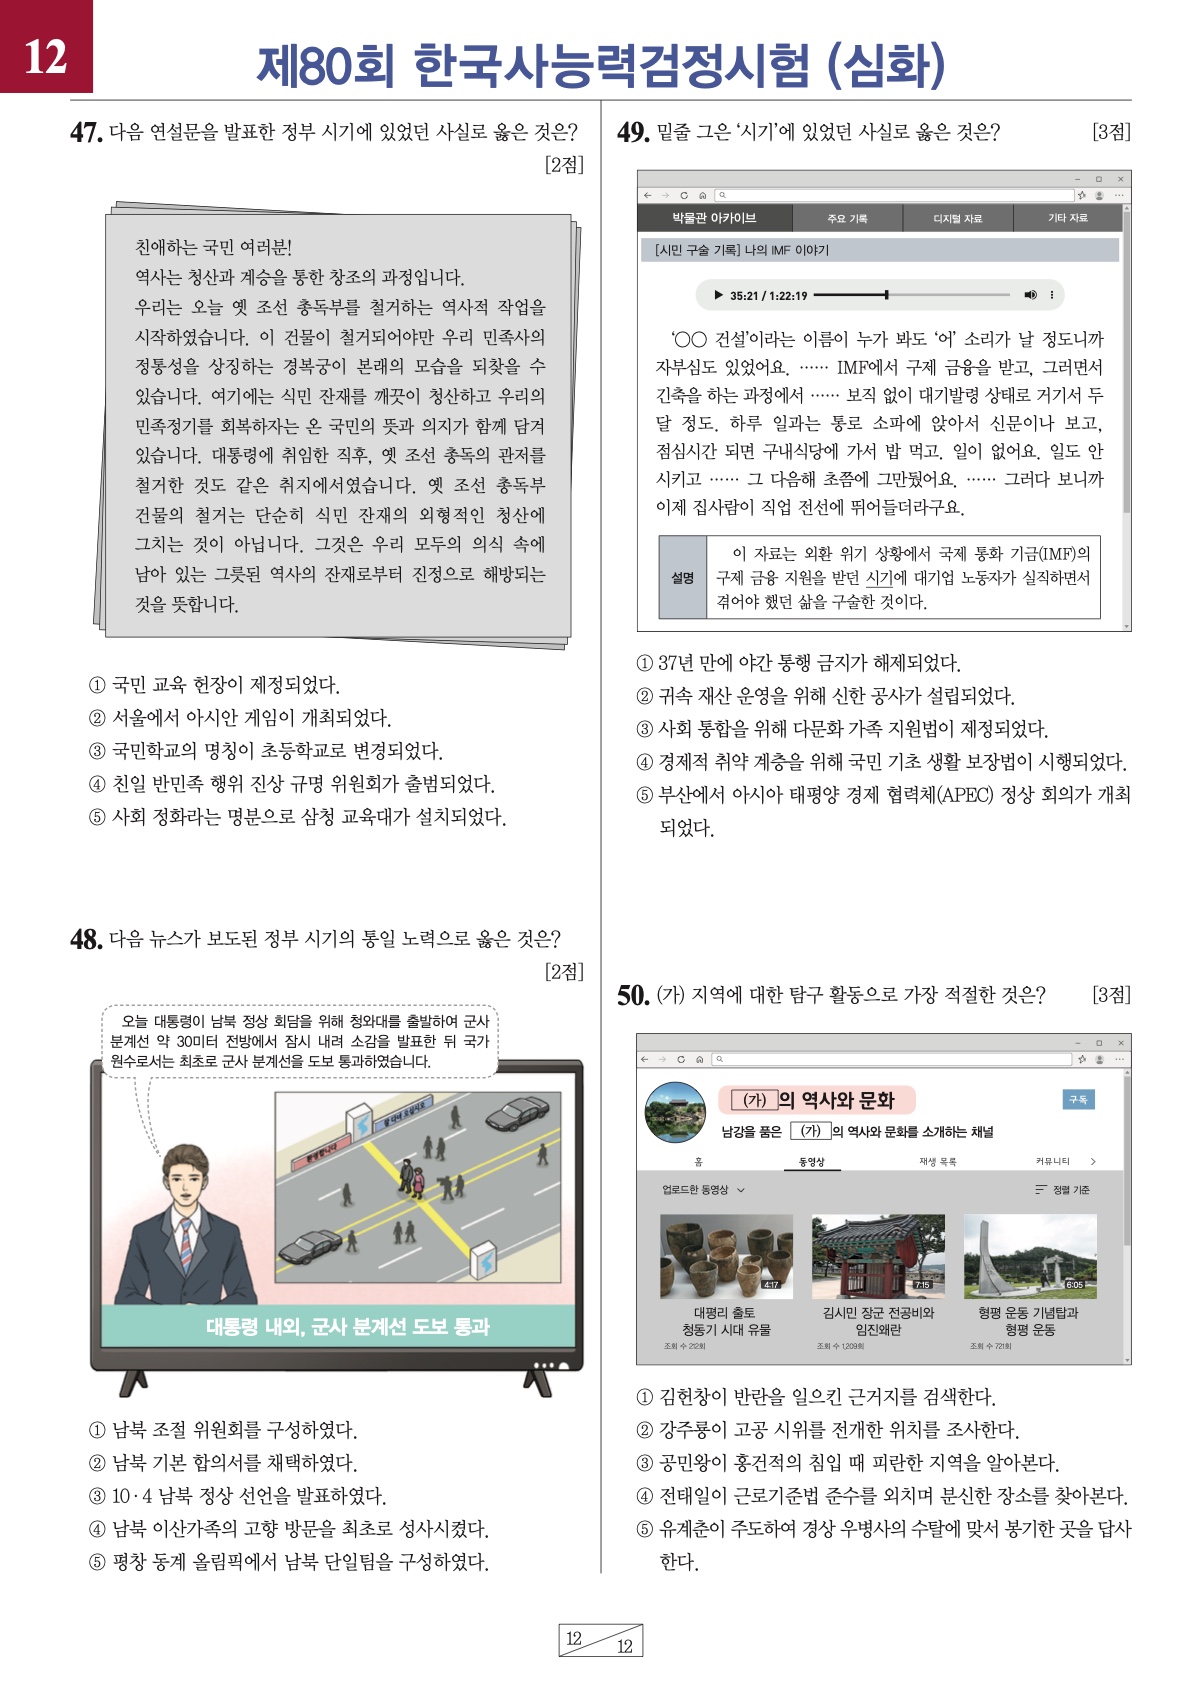 12
제80회 한국사능력검정시험 (심화)
47. 다음 연설문을 발표한 정부 시기에 있었던 사실로 옳은 것은?
[2점]
친애하는 국민 여러분!
역사는 청산과 계승을 통한 창조의 과정입니다.
우리는 오늘 옛 조선 총독부를 철거하는 역사적 작업을
시작하였습니다. 이 건물이 철거되어야만 우리 민족사의
정통성을 상징하는 경복궁이 본래의 모습을 되찾을 수
있습니다. 여기에는 식민 잔재를 깨끗이 청산하고 우리의
민족정기를 회복하자는 온 국민의 뜻과 의지가 함께 담겨
있습니다. 대통령에 취임한 직후, 옛 조선 총독의 관저를
철거한 것도 같은 취지에서였습니다. 옛 조선 총독부
건물의 철거는 단순히 식민 잔재의 외형적인 청산에
그치는 것이 아닙니다. 그것은 우리 모두의 의식 속에
남아 있는 그릇된 역사의 잔재로부터 진정으로 해방되는
것을 뜻합니다.
① 국민 교육 헌장이 제정되었다.
② 서울에서 아시안 게임이 개최되었다.
③ 국민학교의 명칭이 초등학교로 변경되었다.
④ 친일 반민족 행위 진상 규명 위원회가 출범되었다.
⑤ 사회 정화라는 명분으로 삼청 교육대가 설치되었다.
48. 다음 뉴스가 보도된 정부 시기의 통일 노력으로 옳은 것은?
[2점]
오늘 대통령이 남북 정상 회담을 위해 청와대를 출발하여 군사
분계선 약 30미터 전방에서 잠시 내려 소감을 발표한 뒤 국가
원수로서는 최초로 군사 분계선을 도보 통과하였습니다.
대통령 내외, 군사 분계선 도보 통과
① 남북 조절 위원회를 구성하였다.
② 남북 기본 합의서를 채택하였다.
③ 10·4 남북 정상 선언을 발표하였다.
④ 남북 이산가족의 고향 방문을 최초로 성사시켰다.
⑤ 평창 동계 올림픽에서 남북 단일팀을 구성하였다.
49. 밑줄 그은 ‘시기’에 있었던 사실로 옳은 것은? [3점]
박물관 아카이브 주요 기록 디지털 자료 기타 자료
[시민 구술 기록] 나의 IMF 이야기
35:21 / 1:22:19
‘○○ 건설’이라는 이름이 누가 봐도 ‘어’ 소리가 날 정도니까
자부심도 있었어요. …… IMF에서 구제 금융을 받고, 그러면서
긴축을 하는 과정에서 …… 보직 없이 대기발령 상태로 거기서 두
달 정도. 하루 일과는 통로 소파에 앉아서 신문이나 보고,
점심시간 되면 구내식당에 가서 밥 먹고. 일이 없어요. 일도 안
시키고 …… 그 다음해 초쯤에 그만뒀어요. …… 그러다 보니까
이제 집사람이 직업 전선에 뛰어들더라구요.
설명
이 자료는 외환 위기 상황에서 국제 통화 기금(IMF)의
구제 금융 지원을 받던 시기에 대기업 노동자가 실직하면서
겪어야 했던 삶을 구술한 것이다.
① 37년 만에 야간 통행 금지가 해제되었다.
② 귀속 재산 운영을 위해 신한 공사가 설립되었다.
③ 사회 통합을 위해 다문화 가족 지원법이 제정되었다.
④ 경제적 취약 계층을 위해 국민 기초 생활 보장법이 시행되었다.
⑤ 부산에서 아시아 태평양 경제 협력체(APEC) 정상 회의가 개최
되었다.
50. (가) 지역에 대한 탐구 활동으로 가장 적절한 것은? [3점]
(가) 의 역사와 문화
구독
남강을 품은 (가) 의 역사와 문화를 소개하는 채널
홈 동영상 재생 목록 커뮤니티
업로드한 동영상 정렬 기준
4:17 7:15 6:05
대평리 출토
청동기 시대 유물
조회 수 212회
김시민 장군 전공비와
임진왜란
조회 수 1,209회
형평 운동 기념탑과
형평 운동
조회 수 721회
① 김헌창이 반란을 일으킨 근거지를 검색한다.
② 강주룡이 고공 시위를 전개한 위치를 조사한다.
③ 공민왕이 홍건적의 침입 때 피란한 지역을 알아본다.
④ 전태일이 근로기준법 준수를 외치며 분신한 장소를 찾아본다.
⑤ 유계춘이 주도하여 경상 우병사의 수탈에 맞서 봉기한 곳을 답사
한다.
12
12